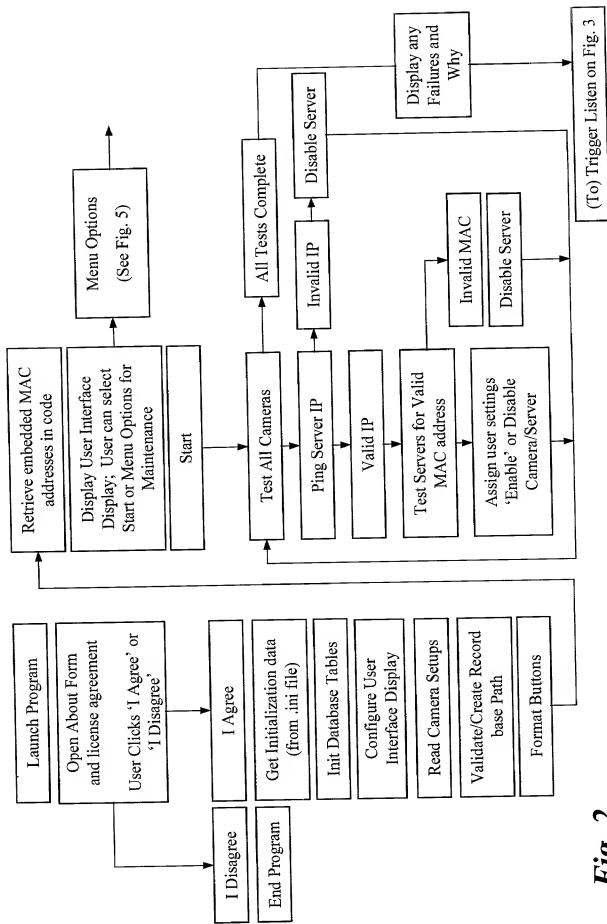 Launch Program
Open About Form
and license agreement
User Clicks 'I Agree' or
'I Disagree'
I Disagree
End Program
I Agree
Get Initialization data
(from .ini file)
Init Database Tables
Configure User
Interface Display
Read Camera Setups
Validate/Create Record
base Path
Format Buttons
Retrieve embedded MAC
addresses in code
Display User Interface
Display; User can select
Start or Menu Options for
Maintenance
Start
Menu Options
(See Fig. 5)
Test All Cameras
All Tests Complete
Ping Server IP
Invalid IP
Disable Server
Valid IP
Test Servers for Valid
MAC address
Invalid MAC
Disable Server
Assign user settings
'Enable' or Disable
Camera/Server
Display any
Failures and
Why
(To) Trigger Listen on Fig. 3
Fig. 2